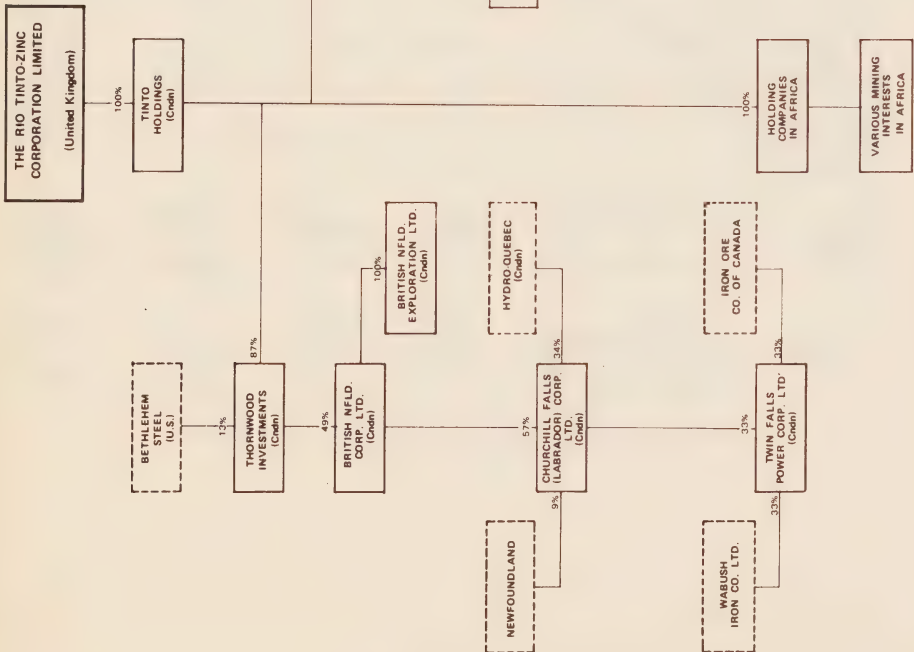 THE RIO TINTO-ZINC
CORPORATION LIMITED
(United Kingdom)
100%
TINTO
HOLDINGS
(Cndn)
BETHLEHEM
STEEL
(U.S.)
13%
87%
THORNWOOD
INVESTMENTS
(Cndn)
49%
BRITISH NFLD.
CORP. LTD.
(Cndn)
100%
BRITISH NFLD.
EXPLORATION LTD.
(Cndn)
NEWFOUNDLAND
HYDRO-QUEBEC
(Cndn)
9%
57%
34%
CHURCHILL FALLS
(LABRADOR) CORP.
LTD.
(Cndn)
WABUSH
IRON CO. LTD.
IRON ORE
CO. OF CANADA
33%
33%
33%
TWIN FALLS
POWER CORP. LTD'
(Cndn)
100%
HOLDING
COMPANIES
IN AFRICA
VARIOUS MINING
INTERESTS
IN AFRICA